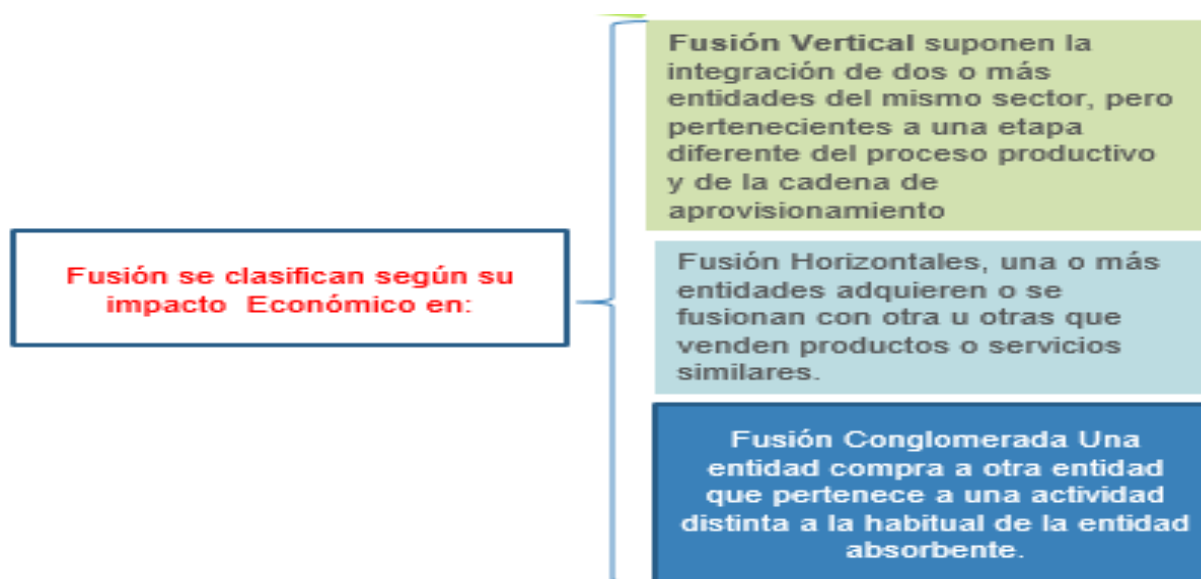 Fusión se clasifican según su
impacto Económico en:
Fusión Vertical suponen la
integración de dos o más
entidades del mismo sector, pero
pertenecientes a una etapa
diferente del proceso productivo
y de la cadena de
aprovisionamiento
Fusión Horizontales, una o más
entidades adquieren o se
fusionan con otra u otras que
venden productos o servicios
similares.
Fusión Conglomerada Una
entidad compra a otra entidad
que pertenece a una actividad
distinta a la habitual de la entidad
absorbente.